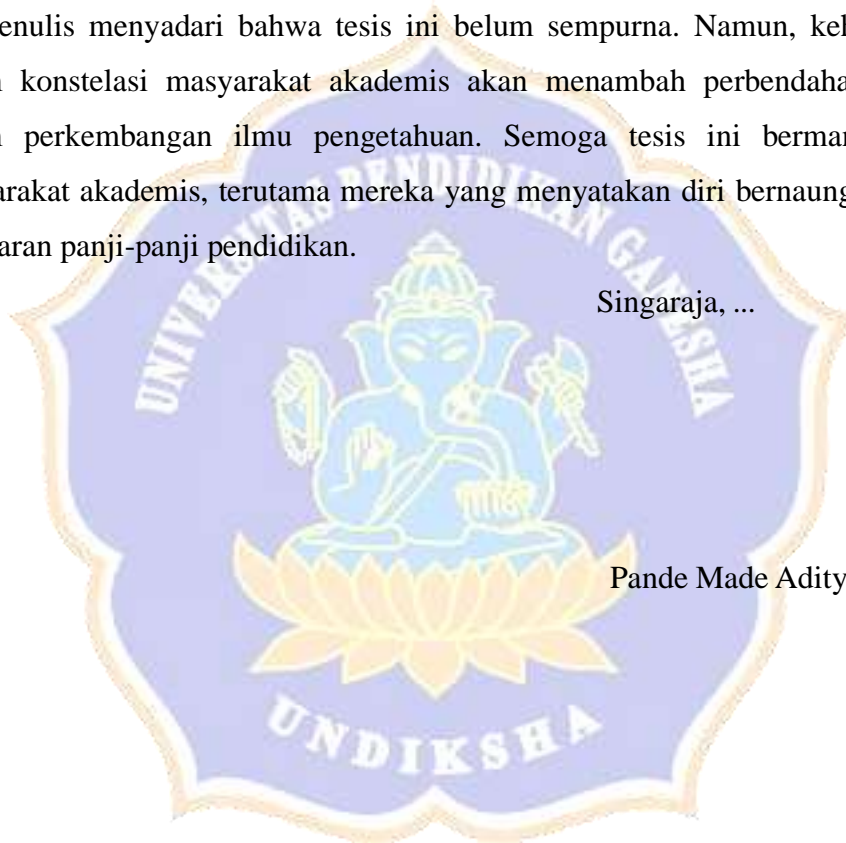 enulis menyadari bahwa tesis ini belum sempurna. Namun, keh
konstelasi masyarakat akademis akan menambah perbendaha
perkembangan ilmu pengetahuan. Semoga tesis ini berman
arakat akademis, terutama mereka yang menyatakan diri bernaung
aran panji-panji pendidikan.
Singaraja, ...
Pande Made Adity
UNIVERSITAS PENDIDIKAN GANESHA
UNDIKSHA